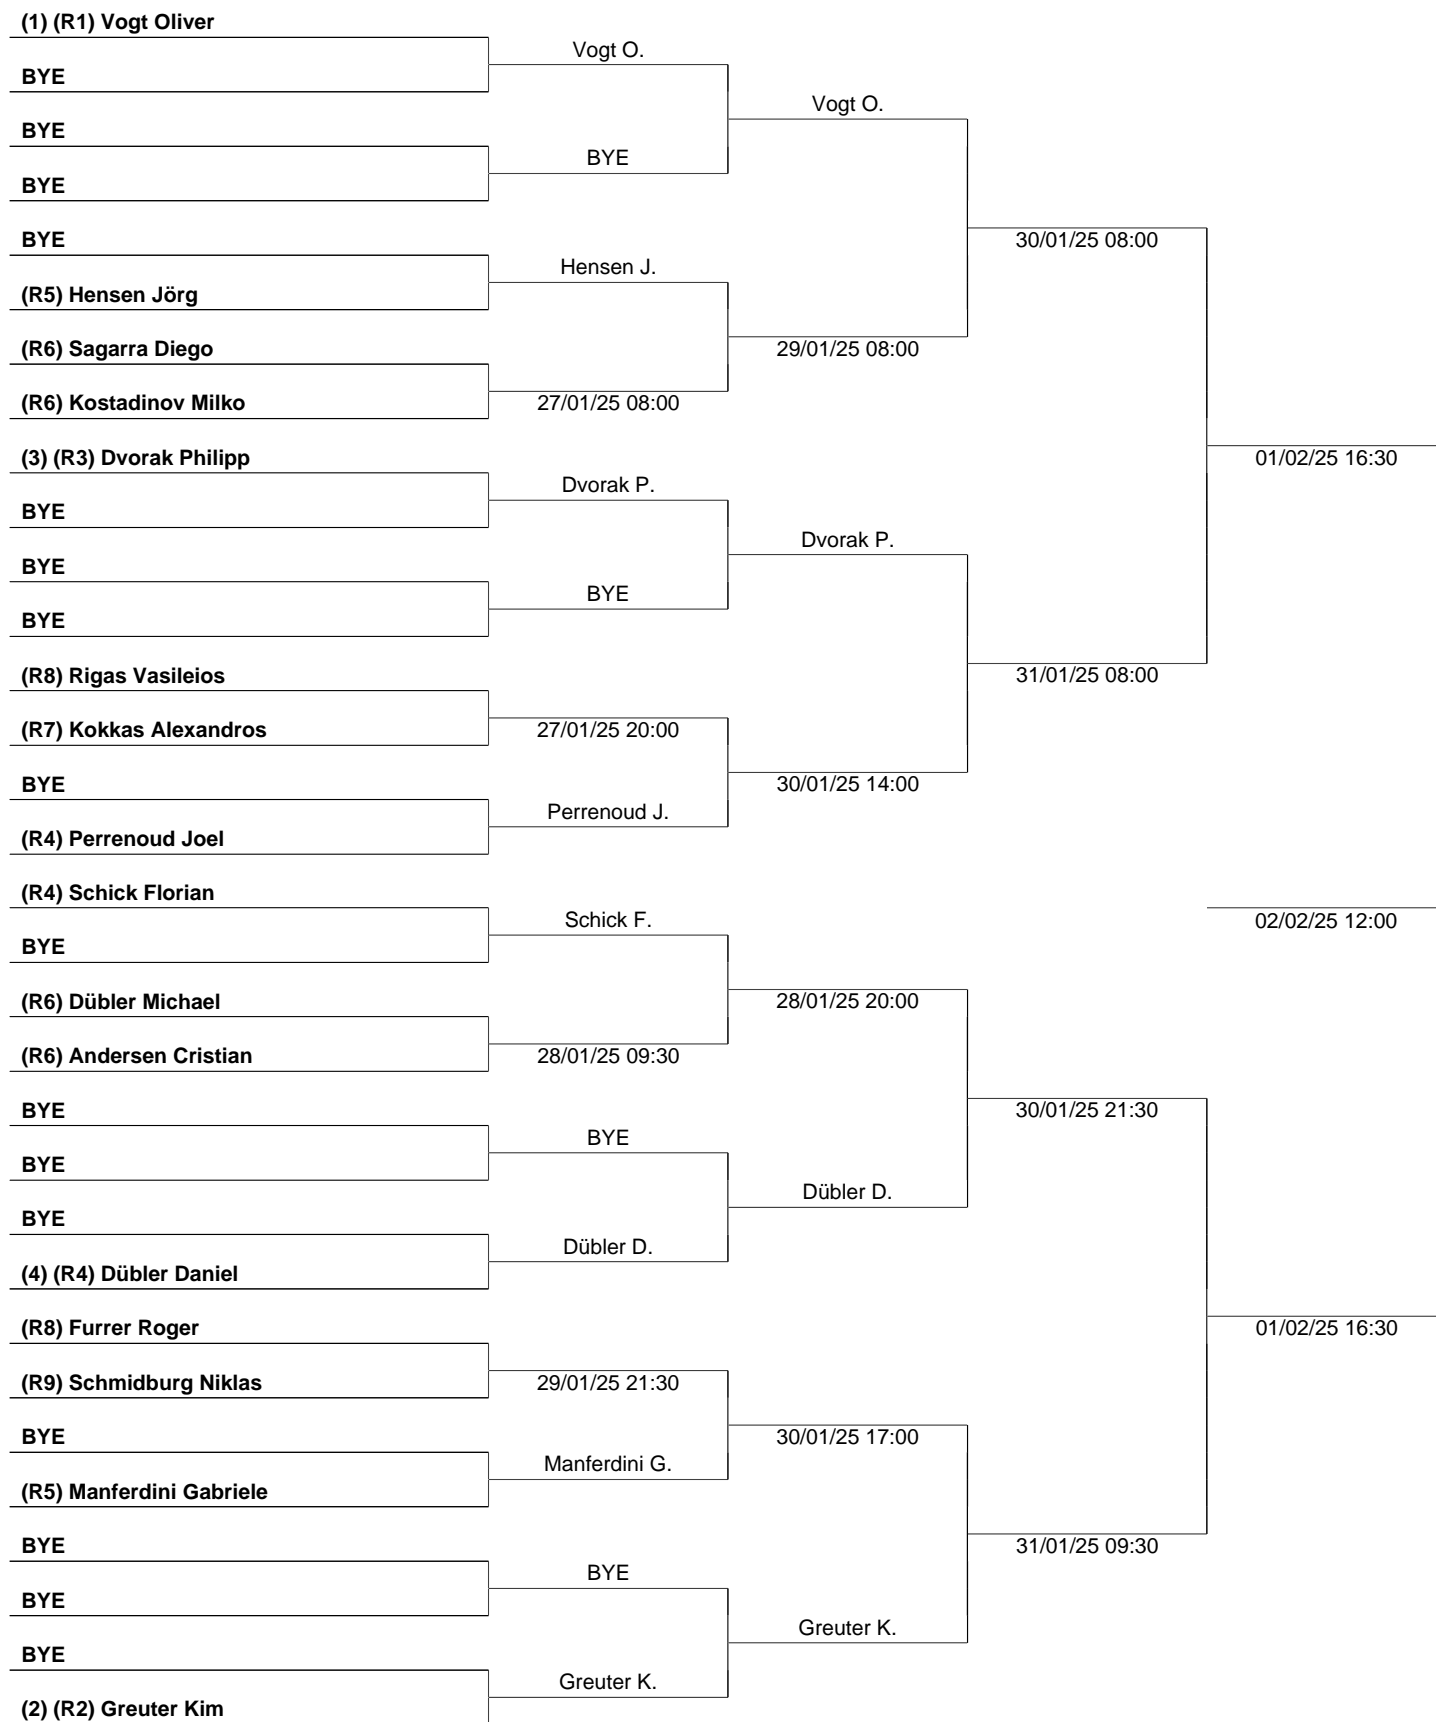 (1) (R1) Vogt Oliver
Vogt O.
BYE
Vogt O.
BYE
BYE
BYE
BYE
30/01/25 08:00
Hensen J.
(R5) Hensen Jörg
(R6) Sagarra Diego
29/01/25 08:00
(R6) Kostadinov Milko
27/01/25 08:00
(3) (R3) Dvorak Philipp
01/02/25 16:30
Dvorak P.
BYE
Dvorak P.
BYE
BYE
BYE
(R8) Rigas Vasileios
31/01/25 08:00
(R7) Kokkas Alexandros
27/01/25 20:00
BYE
30/01/25 14:00
Perrenoud J.
(R4) Perrenoud Joel
(R4) Schick Florian
Schick F.
02/02/25 12:00
BYE
(R6) Dübler Michael
28/01/25 20:00
(R6) Andersen Cristian
28/01/25 09:30
BYE
30/01/25 21:30
BYE
BYE
Dübler D.
BYE
Dübler D.
(4) (R4) Dübler Daniel
(R8) Furrer Roger
01/02/25 16:30
(R9) Schmidburg Niklas
29/01/25 21:30
BYE
30/01/25 17:00
Manferdini G.
(R5) Manferdini Gabriele
BYE
31/01/25 09:30
BYE
BYE
Greuter K.
BYE
Greuter K.
(2) (R2) Greuter Kim